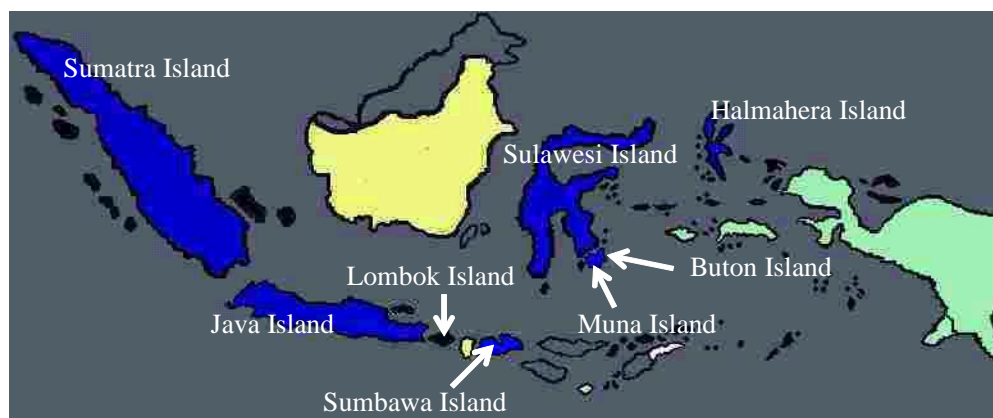 Sumatra Island
Halmahera Island
Sulawesi Island
Lombok Island
Buton Island
Java Island
Muna Island
Sumbawa Island